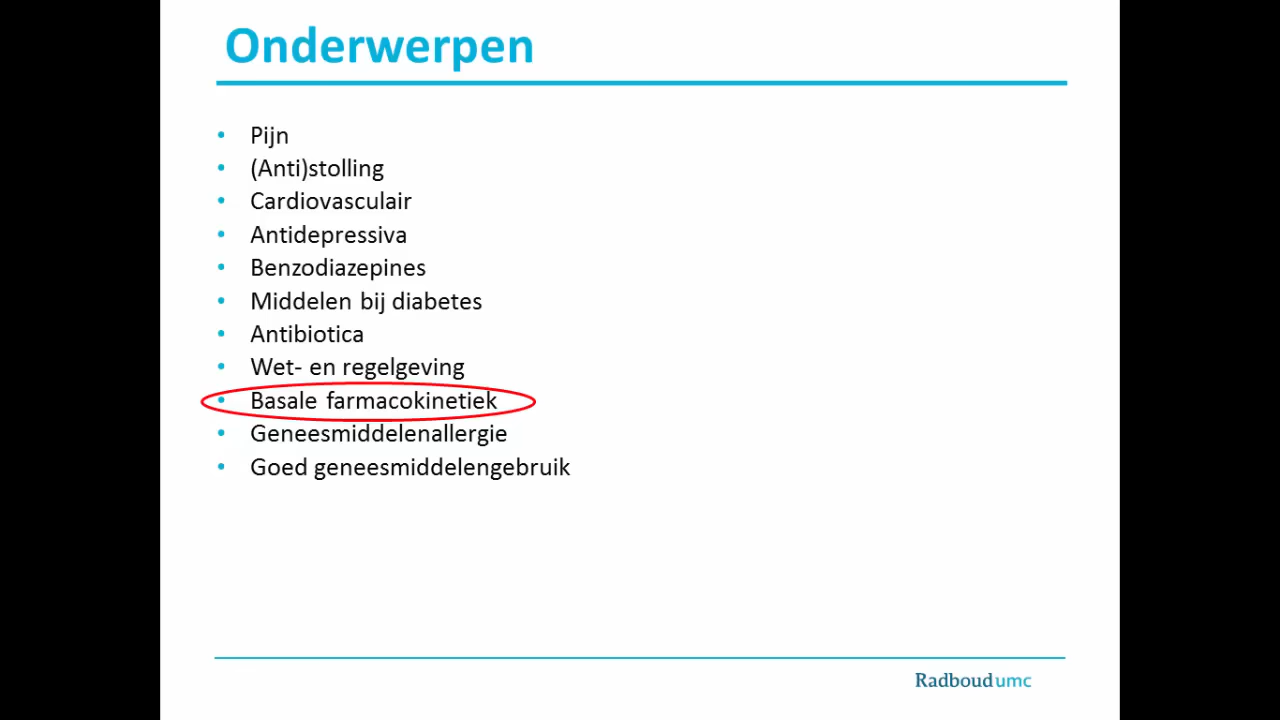 Onderwerpen
• Pijn
• (Anti)stolling
• Cardiovasculair
• Antidepressiva
• Benzodiazepines
• Middelen bij diabetes
• Antibiotica
• Wet- en regelgeving
• Basale farmacokinetiek
• Geneesmiddelenallergie
• Goed geneesmiddelengebruik
Radboudumc